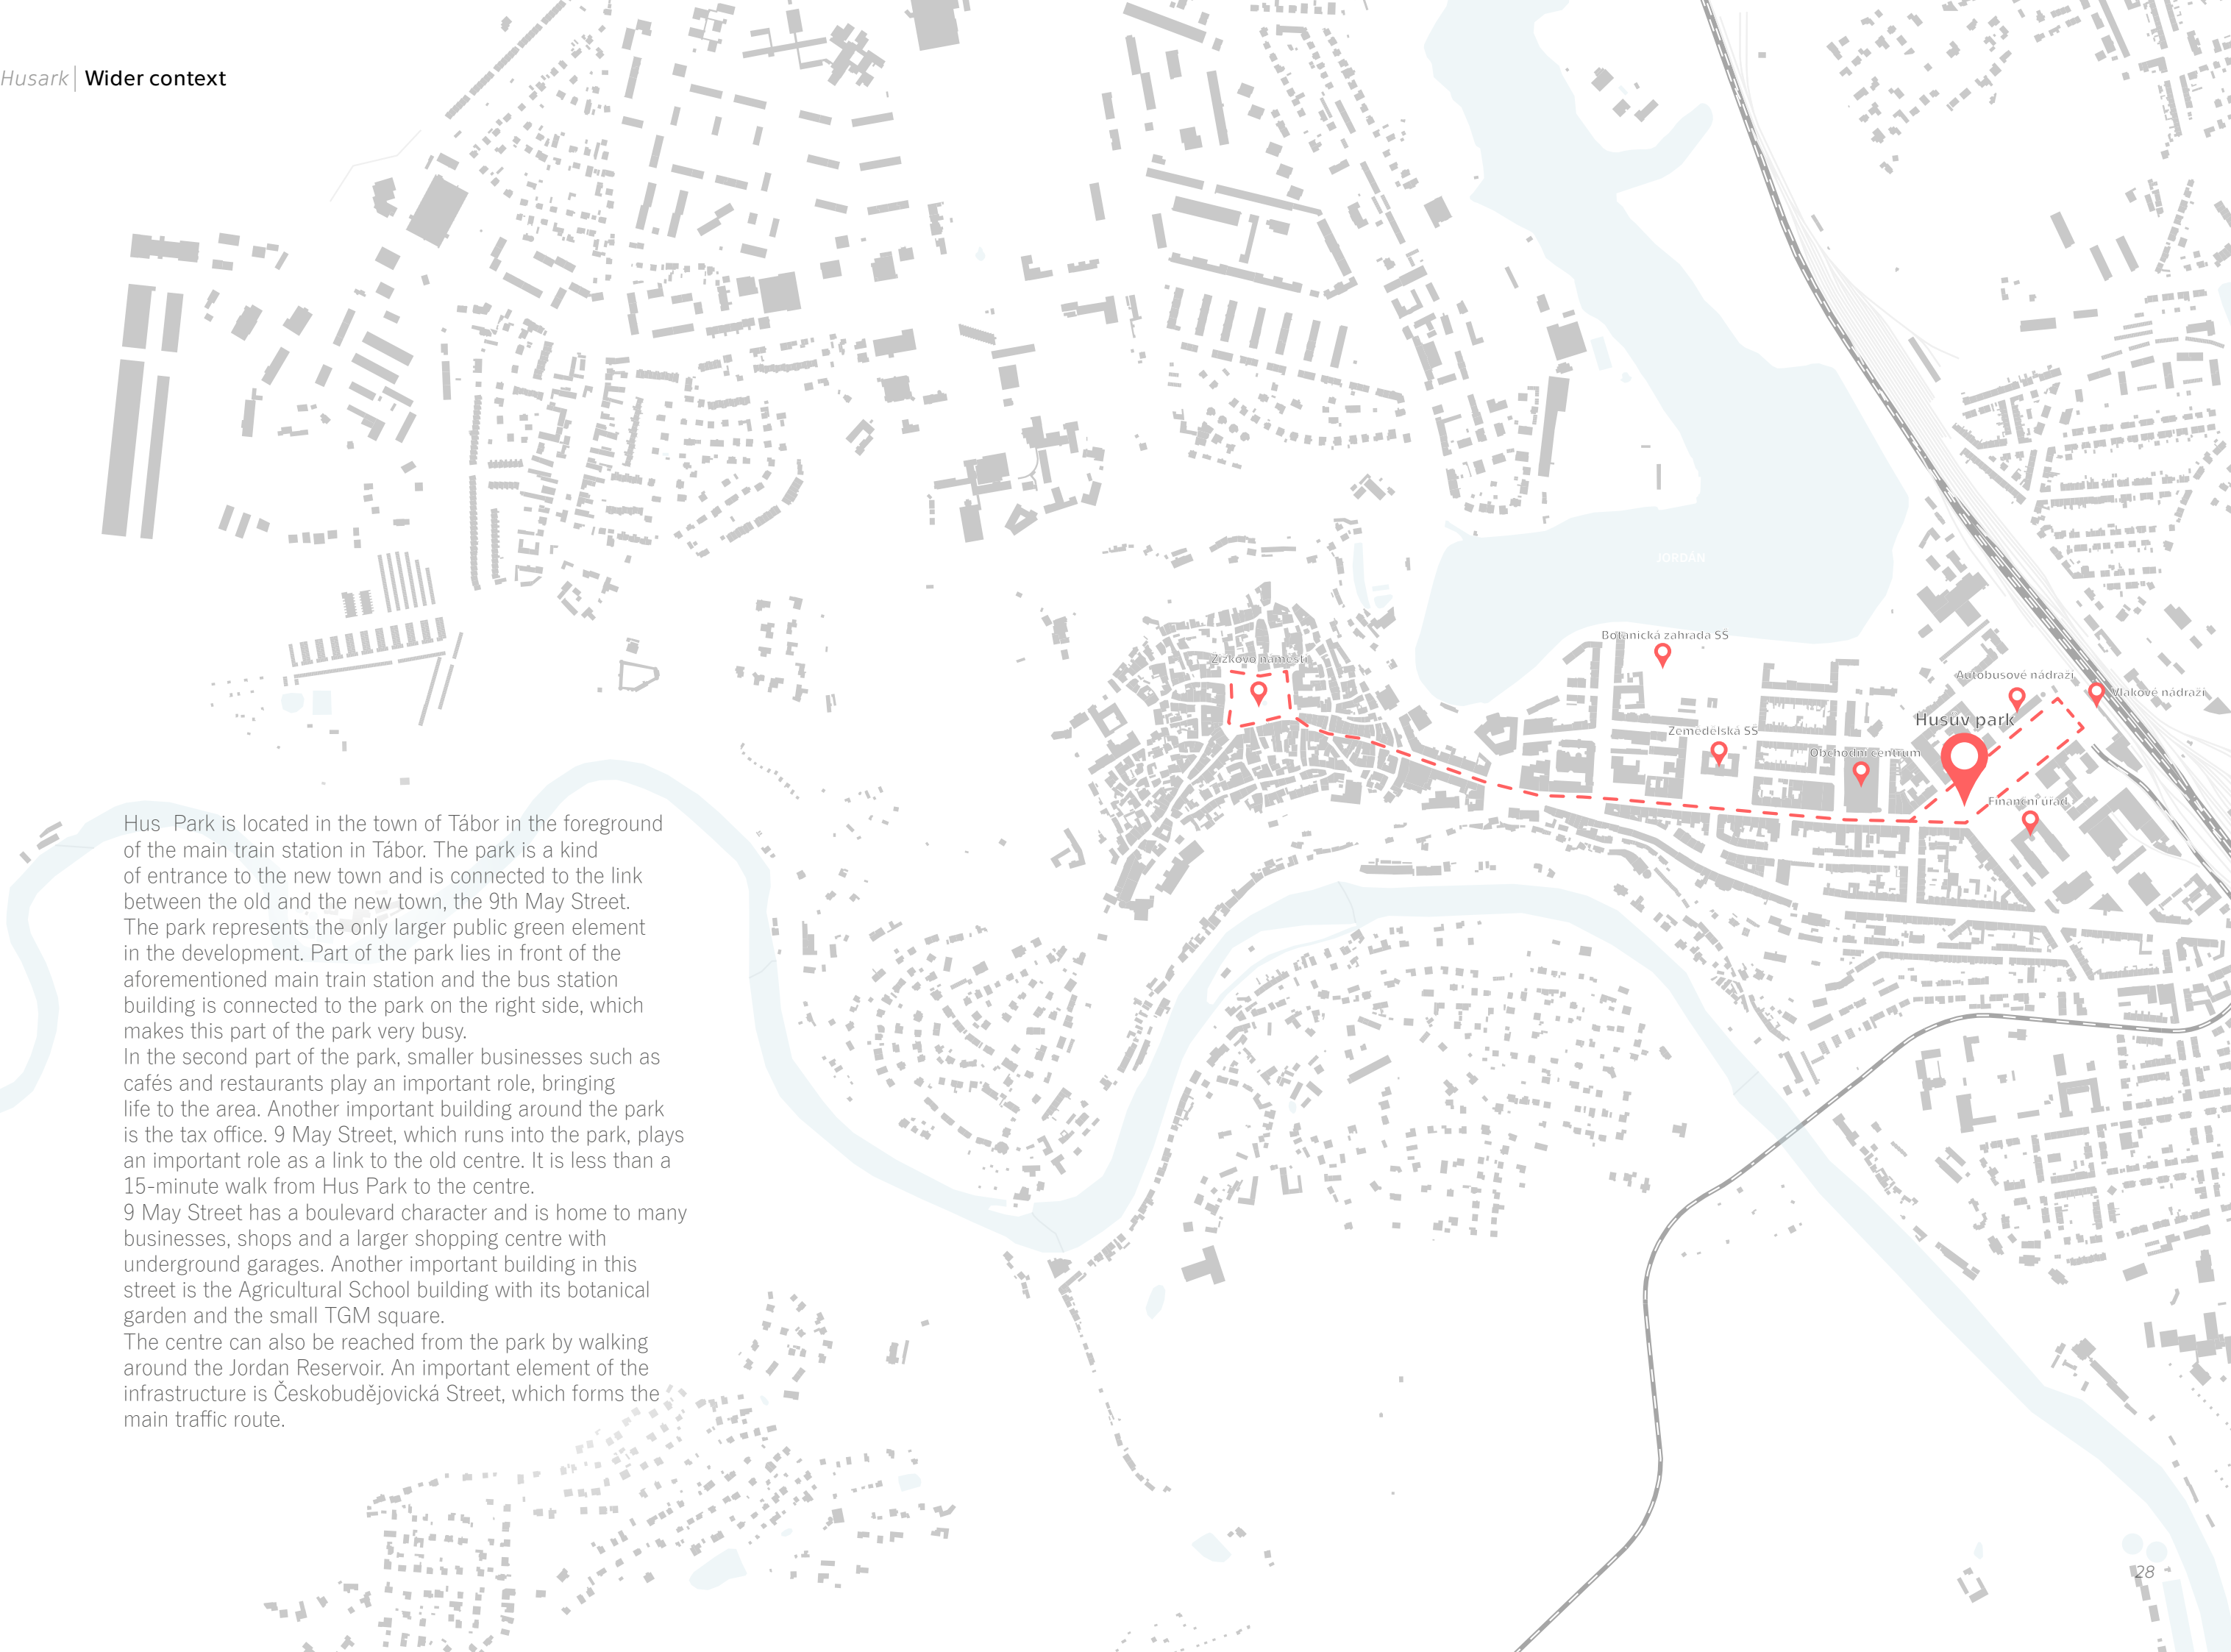 Husark | Wider context
JORDÁN
Botanická zahrada SŠ
Žižkovo náměstí
Autobusové nádraží
Vlakové nádraží
Husův park
Zemědělská SŠ
Obchodní centrum
Finanční úřad
Hus  Park is located in the town of Tábor in the foreground
of the main train station in Tábor. The park is a kind
of entrance to the new town and is connected to the link
between the old and the new town, the 9th May Street.
The park represents the only larger public green element
in the development. Part of the park lies in front of the
aforementioned main train station and the bus station
building is connected to the park on the right side, which
makes this part of the park very busy.
In the second part of the park, smaller businesses such as
cafés and restaurants play an important role, bringing
life to the area. Another important building around the park
is the tax office. 9 May Street, which runs into the park, plays
an important role as a link to the old centre. It is less than a
15-minute walk from Hus Park to the centre.
9 May Street has a boulevard character and is home to many
businesses, shops and a larger shopping centre with
underground garages. Another important building in this
street is the Agricultural School building with its botanical
garden and the small TGM square.
The centre can also be reached from the park by walking
around the Jordan Reservoir. An important element of the
infrastructure is Českobudějovická Street, which forms the
main traffic route.
28